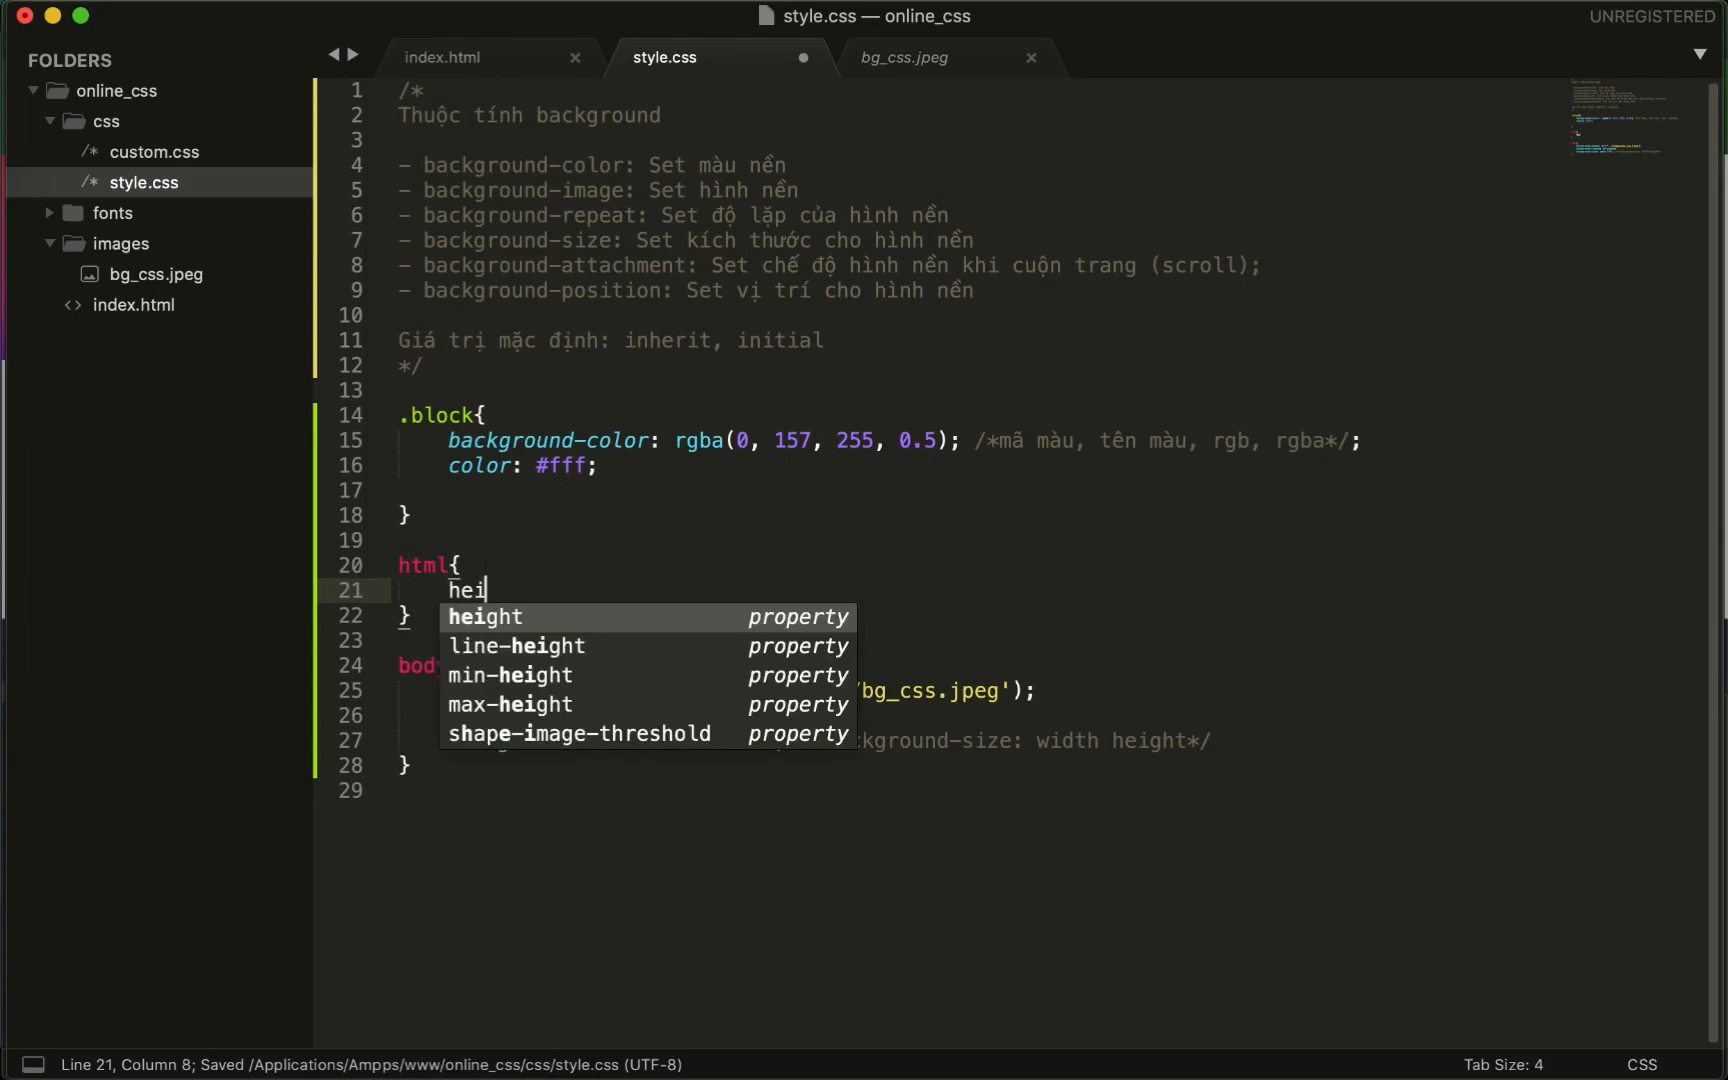 style.css — online_css
UNREGISTERED
FOLDERS
online_css
css
/* custom.css
/* style.css
fonts
images
bg_css.jpeg
<> index.html
index.html ×
style.css
bg_css.jpeg ×
1 /*
2 Thuộc tính background
3
4 - background-color: Set màu nền
5 - background-image: Set hình nền
6 - background-repeat: Set độ lặp của hình nền
7 - background-size: Set kích thước cho hình nền
8 - background-attachment: Set chế độ hình nền khi cuộn trang (scroll);
9 - background-position: Set vị trí cho hình nền
10
11 Giá trị mặc định: inherit, initial
12 */
13
14 .block{
15 background-color: rgba(0, 157, 255, 0.5); /*mã màu, tên màu, rgb, rgba*/;
16 color: #fff;
17
18 }
19
20 html{
21 hei
22 }
height property
line-height property
min-height property
max-height property
shape-image-threshold property
23
24 bod
25 /bg_css.jpeg');
26
27 ckground-size: width height*/
28 }
29
Line 21, Column 8; Saved /Applications/Ampps/www/online_css/css/style.css (UTF-8)
Tab Size: 4
CSS